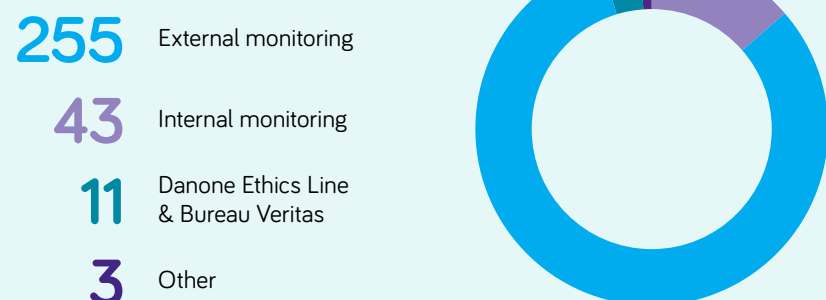 255 External monitoring
43 Internal monitoring
11 Danone Ethics Line
& Bureau Veritas
3 Other